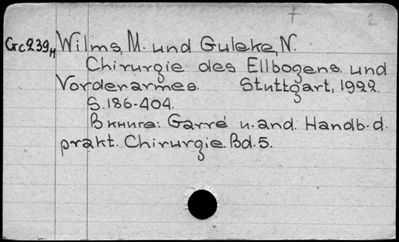 Gc239н Wilms, M. und Guleke, N.
Chirurgie des Ellbogens und
Vorderarmes. Stuttgart, 1922.
S. 186-404.
В книге: Garré u. and. Handb. d.
prakt. Chirurgie. Bd. 5.